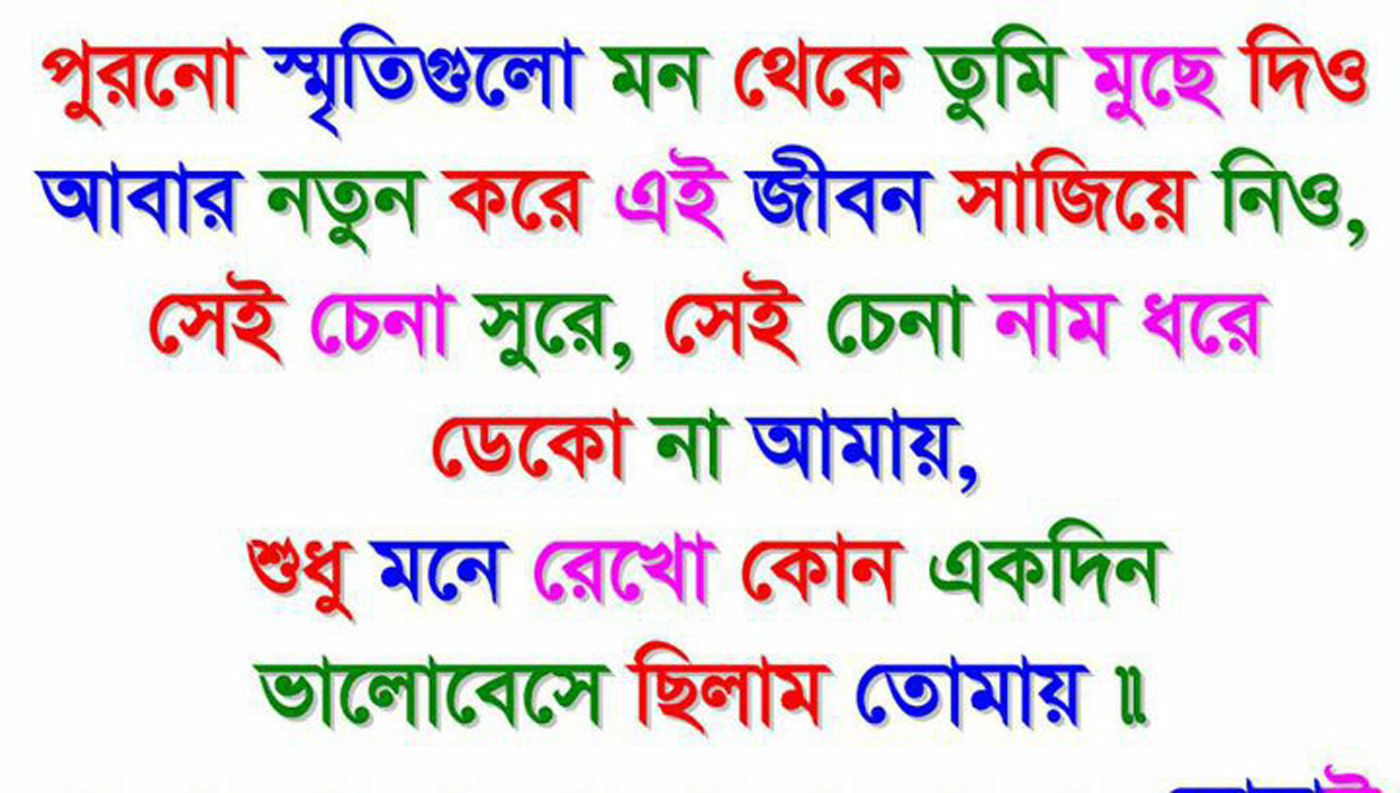 পুরনো স্মৃতিগুলো মন থেকে তুমি মুছে দিও
আবার নতুন করে এই জীবন সাজিয়ে নিও,
সেই চেনা সুরে, সেই চেনা নাম ধরে
ডেকো না আমায়,
শুধু মনে রেখো কোন একদিন
ভালোবেসে ছিলাম তোমায় ॥